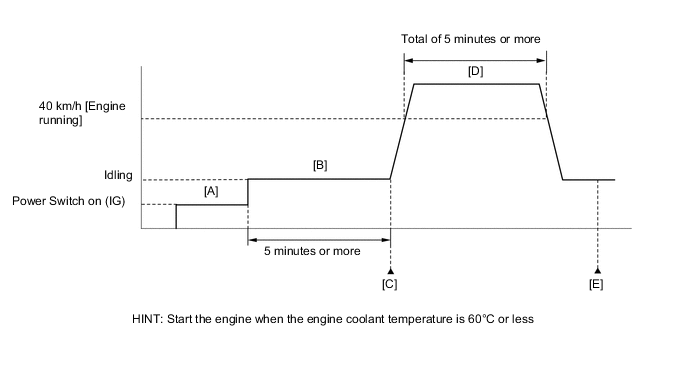 Total of 5 minutes or more
[D]
40 km/h [Engine
running]
[B]
Idling
[A]
Power Switch on (IG)
5 minutes or more
[C]
[E]
HINT: Start the engine when the engine coolant temperature is 60°C or less